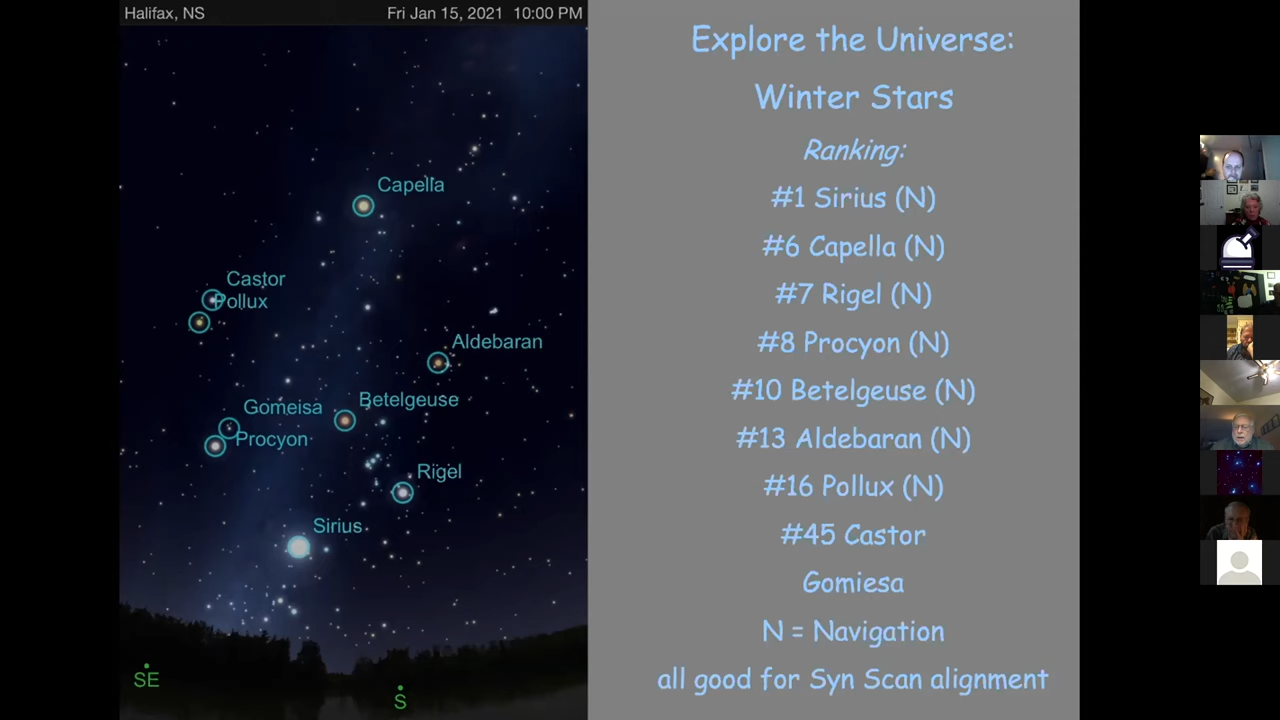 Halifax, NS
Fri Jan 15, 2021 10:00 PM
Capella
Castor
Pollux
Aldebaran
Betelgeuse
Gomeisa
Procyon
Rigel
Sirius
SE
S
Explore the Universe:
Winter Stars
Ranking:
#1 Sirius (N)
#6 Capella (N)
#7 Rigel (N)
#8 Procyon (N)
#10 Betelgeuse (N)
#13 Aldebaran (N)
#16 Pollux (N)
#45 Castor
Gomiesa
N = Navigation
all good for Syn Scan alignment